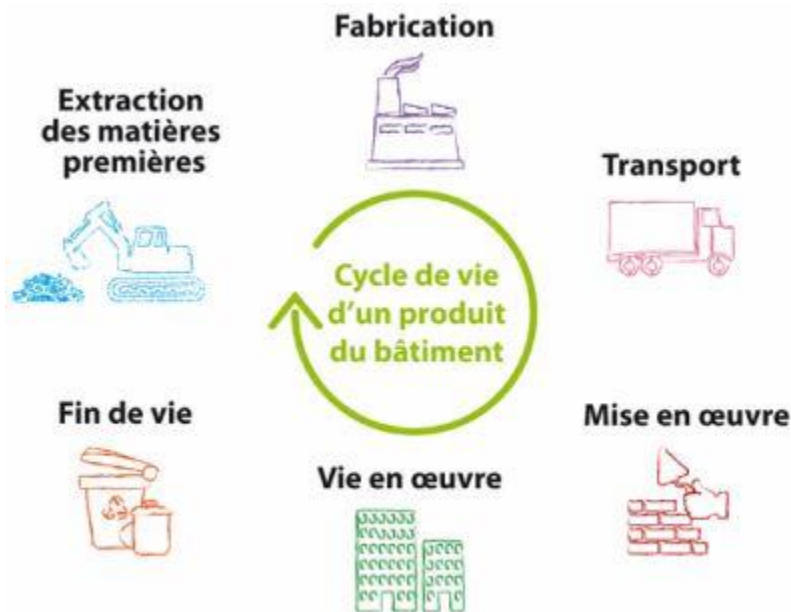 Fabrication
Extraction
des matières
premières
Transport
Cycle de vie
d'un produit
du bâtiment
Fin de vie
Mise en œuvre
Vie en œuvre